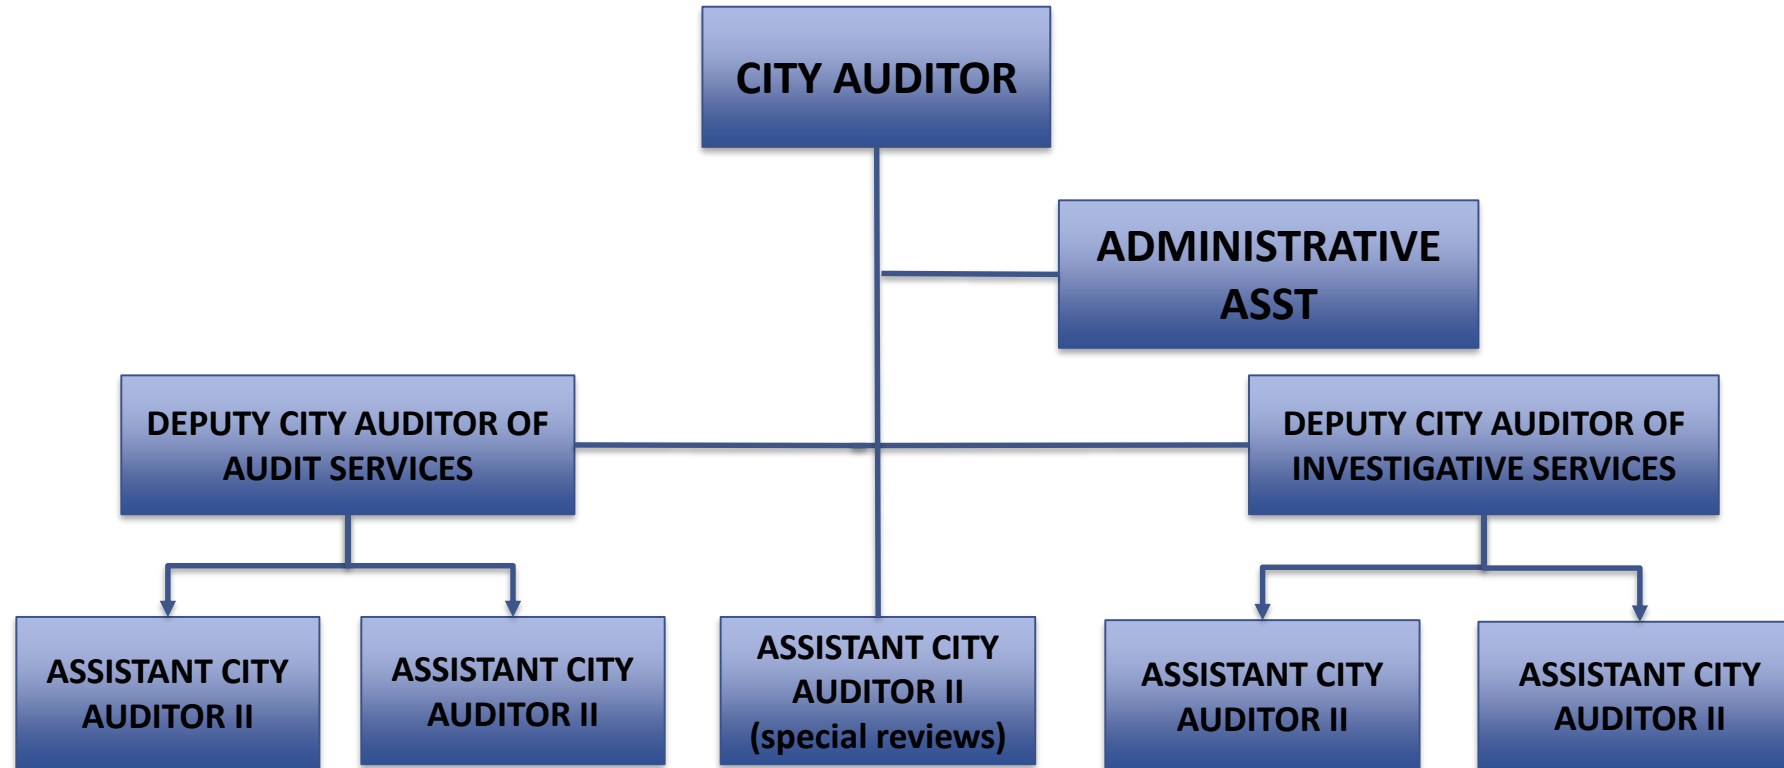 CITY AUDITOR
ADMINISTRATIVE
ASST
DEPUTY CITY AUDITOR OF
AUDIT SERVICES
DEPUTY CITY AUDITOR OF
INVESTIGATIVE SERVICES
ASSISTANT CITY
AUDITOR II
ASSISTANT CITY
AUDITOR II
ASSISTANT CITY
AUDITOR II
(special reviews)
ASSISTANT CITY
AUDITOR II
ASSISTANT CITY
AUDITOR II